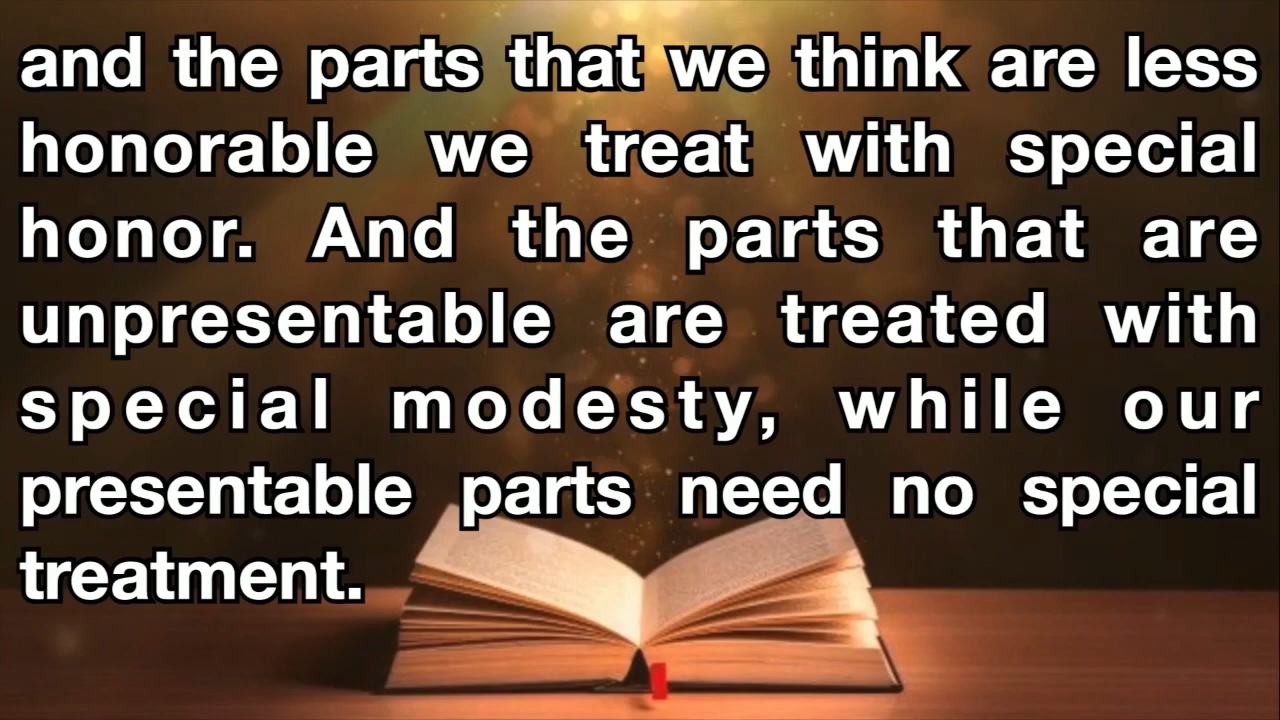 and the parts that we think are less
honorable we treat with special
honor. And the parts that are
unpresentable are treated with
special modesty, while our
presentable parts need no special
treatment.